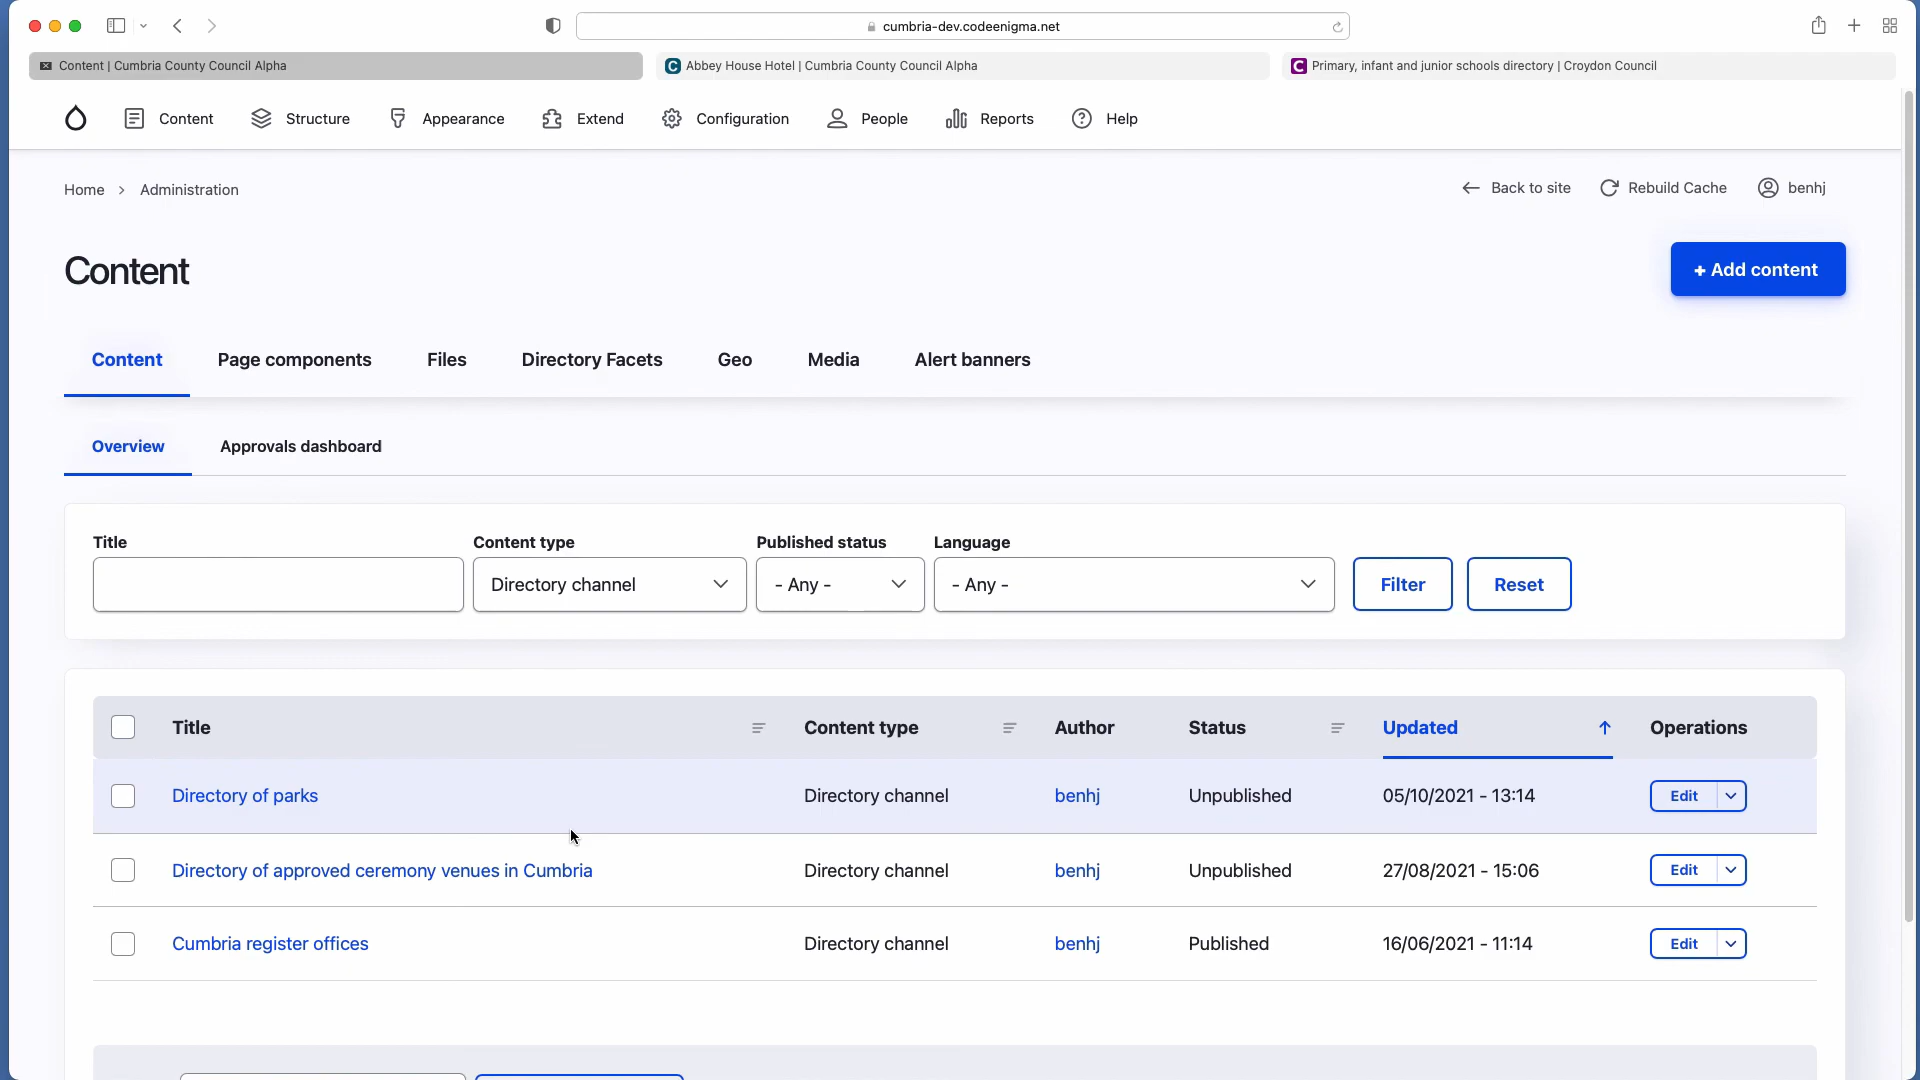 cumbria-dev.codeenigma.net
Content | Cumbria County Council Alpha
C Abbey House Hotel | Cumbria County Council Alpha
C Primary, infant and junior schools directory | Croydon Council
Content Structure Appearance Extend Configuration People Reports Help
Home > Administration
Back to site Rebuild Cache benhj
Content
+ Add content
Content Page components Files Directory Facets Geo Media Alert banners
Overview Approvals dashboard
Title Content type Published status Language
Directory channel - Any - - Any - Filter Reset
Title Content type Author Status Updated Operations
Directory of parks Directory channel benhj Unpublished 05/10/2021 - 13:14 Edit
Directory of approved ceremony venues in Cumbria Directory channel benhj Unpublished 27/08/2021 - 15:06 Edit
Cumbria register offices Directory channel benhj Published 16/06/2021 - 11:14 Edit